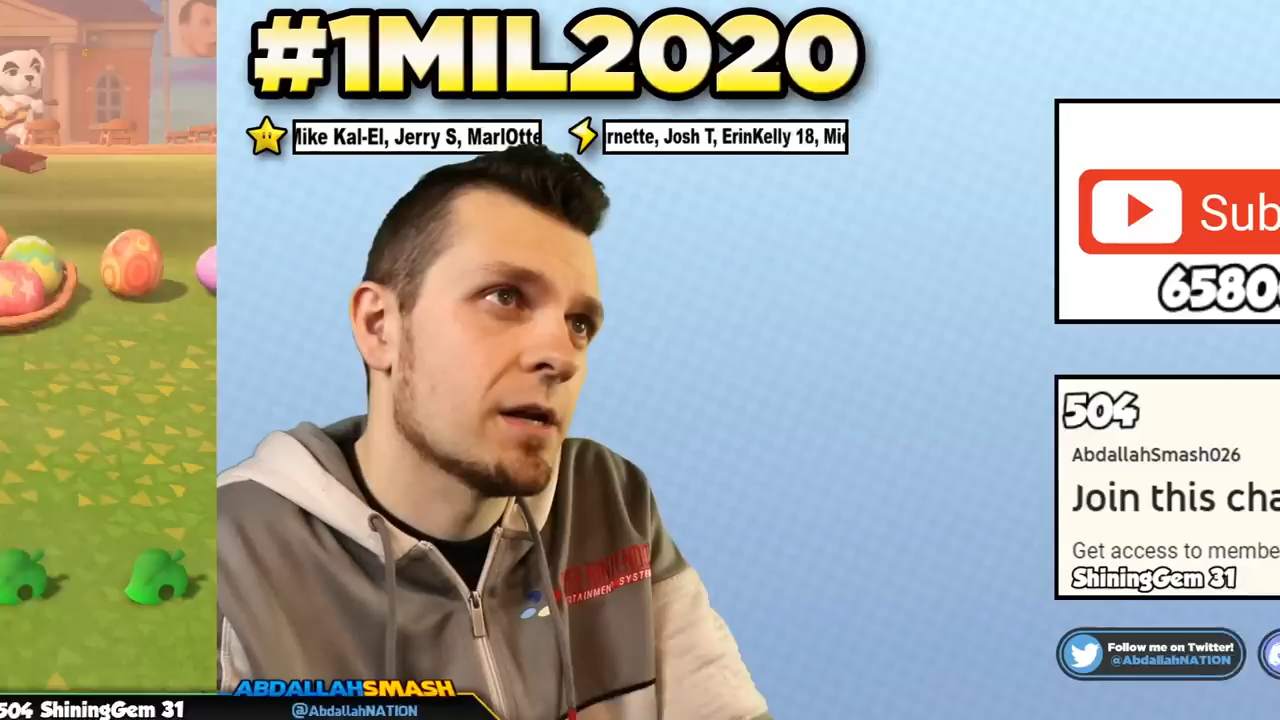 #1MIL2020
Mike Kal-El, Jerry S, MarlOtte
rnette, Josh T, ErinKelly 18, Mi
Sub
6580
504
AbdallahSmash026
Join this cha
Get access to membe
ShiningGem 31
Follow me on Twitter!
@AbdallahNATION
ENTERTAINMENT SYSTEM
ABDALLAHSMASH
@AbdallahNATION
504 ShiningGem 31